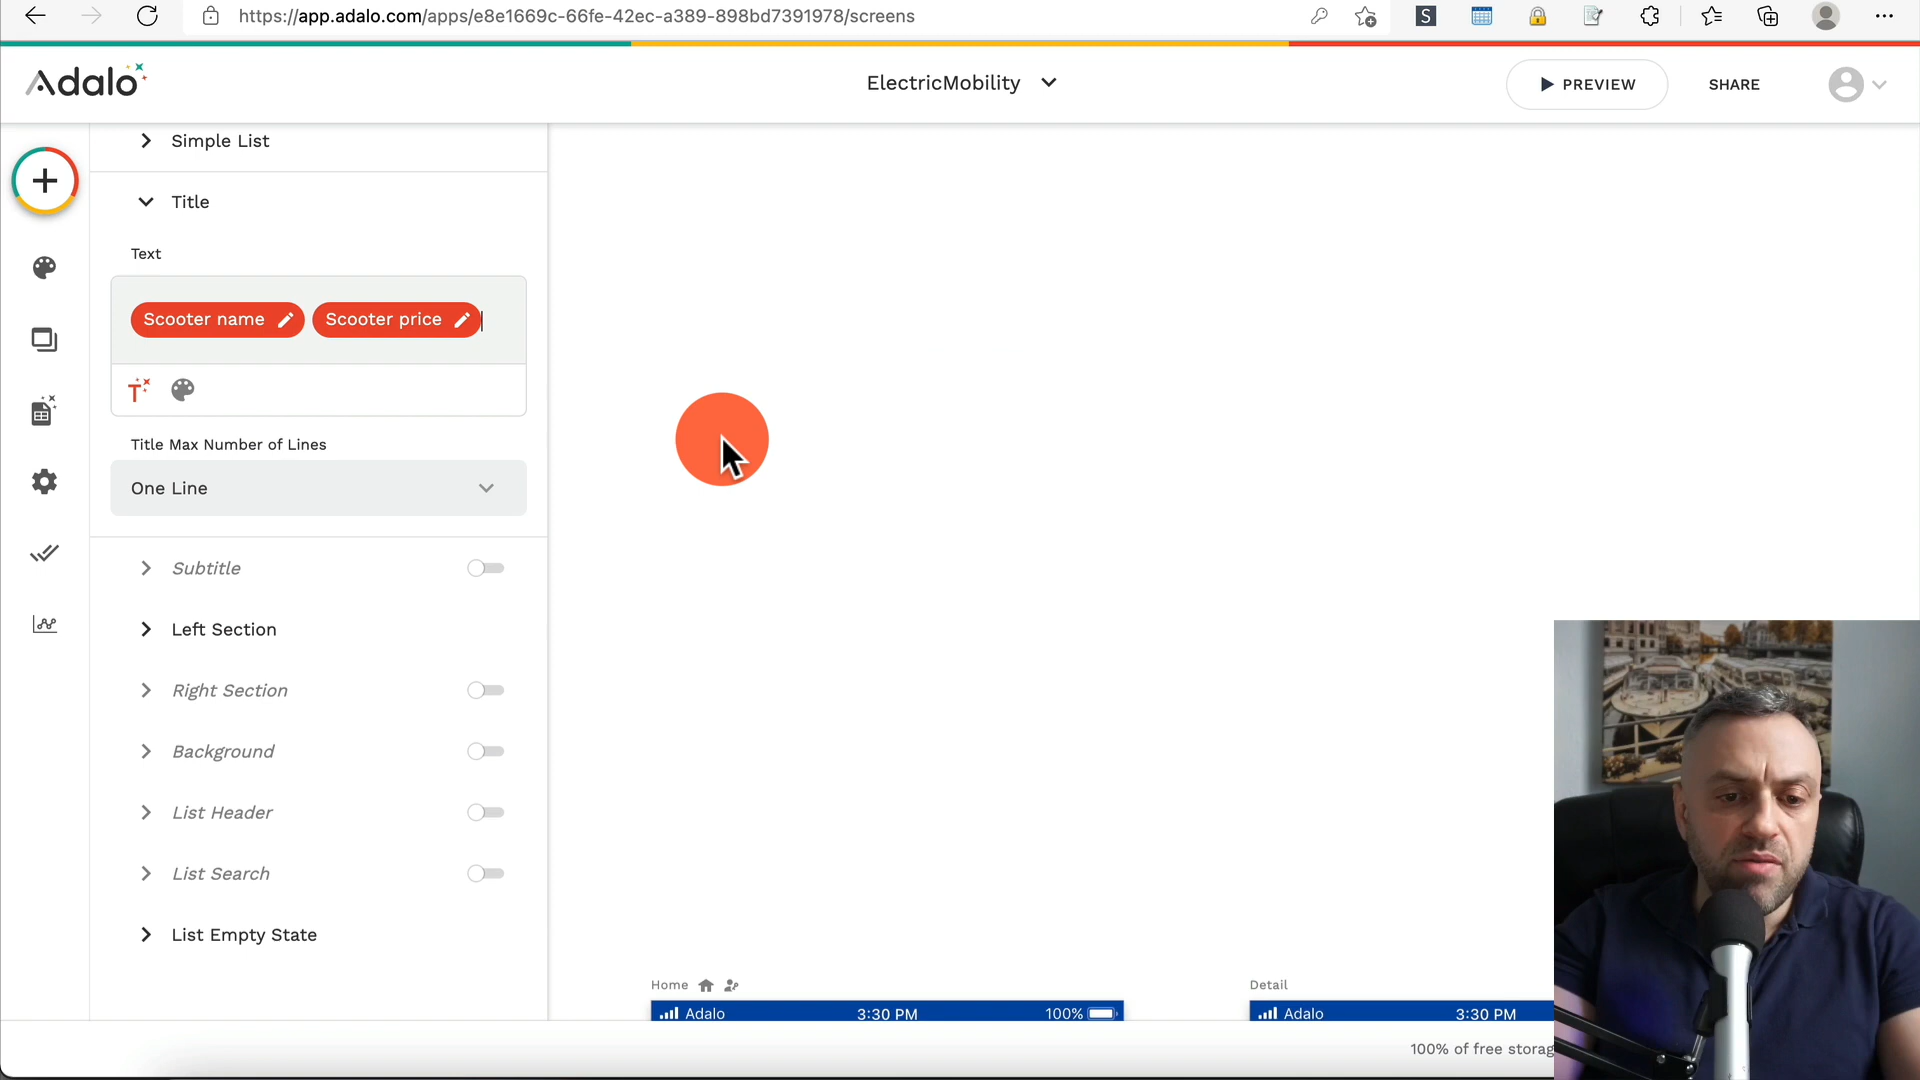 https://app.adalo.com/apps/e8e1669c-66fe-42ec-a389-898bd7391978/screens
Adalo
ElectricMobility
PREVIEW
SHARE
Simple List
Title
Text
Scooter name
Scooter price
Title Max Number of Lines
One Line
Subtitle
Left Section
Right Section
Background
List Header
List Search
List Empty State
Home
Detail
Adalo 3:30 PM 100%
Adalo 3:30 PM
100% of free